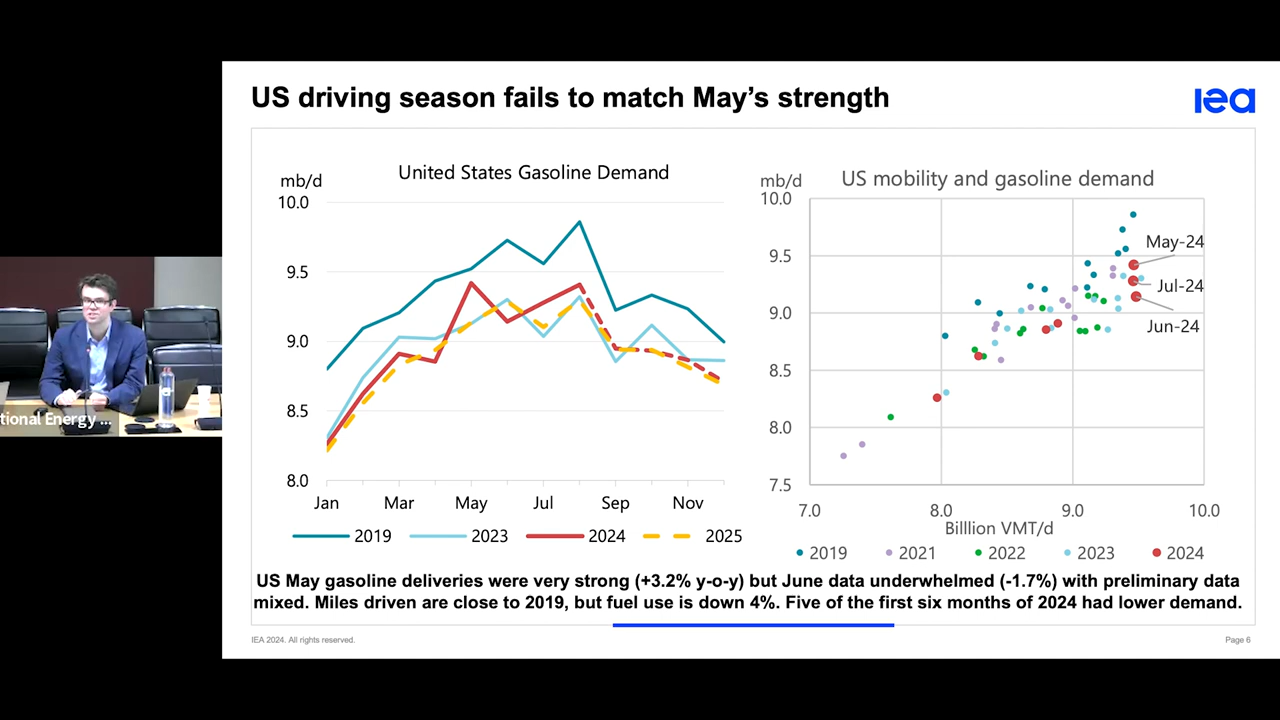 US driving season fails to match May's strength
iea
United States Gasoline Demand
mb/d
10.0
9.5
9.0
8.5
8.0
Jan
Mar
May
Jul
Sep
Nov
2019
2023
2024
2025
US mobility and gasoline demand
mb/d
10.0
9.5
9.0
8.5
8.0
7.5
May-24
Jul-24
Jun-24
7.0
8.0
9.0
10.0
Billlion VMT/d
2019
2021
2022
2023
2024
US May gasoline deliveries were very strong (+3.2% y-o-y) but June data underwhelmed (-1.7%) with preliminary data
mixed. Miles driven are close to 2019, but fuel use is down 4%. Five of the first six months of 2024 had lower demand.
IEA 2024. All rights reserved.
Page 6
tional Energy ...